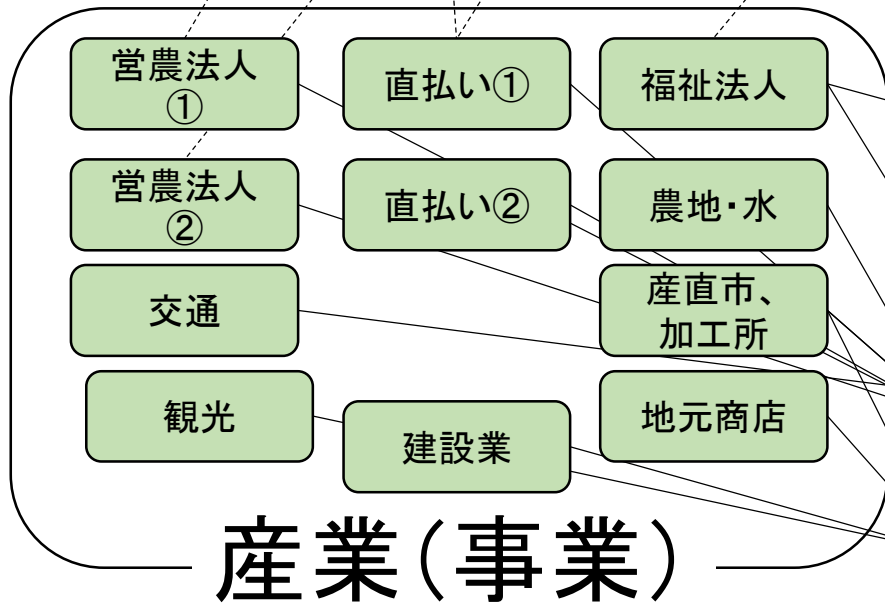 営農法人
①
直払い①
福祉法人
営農法人
②
直払い②
農地・水
交通
産直市、
加工所
観光
建設業
地元商店
産業(事業)